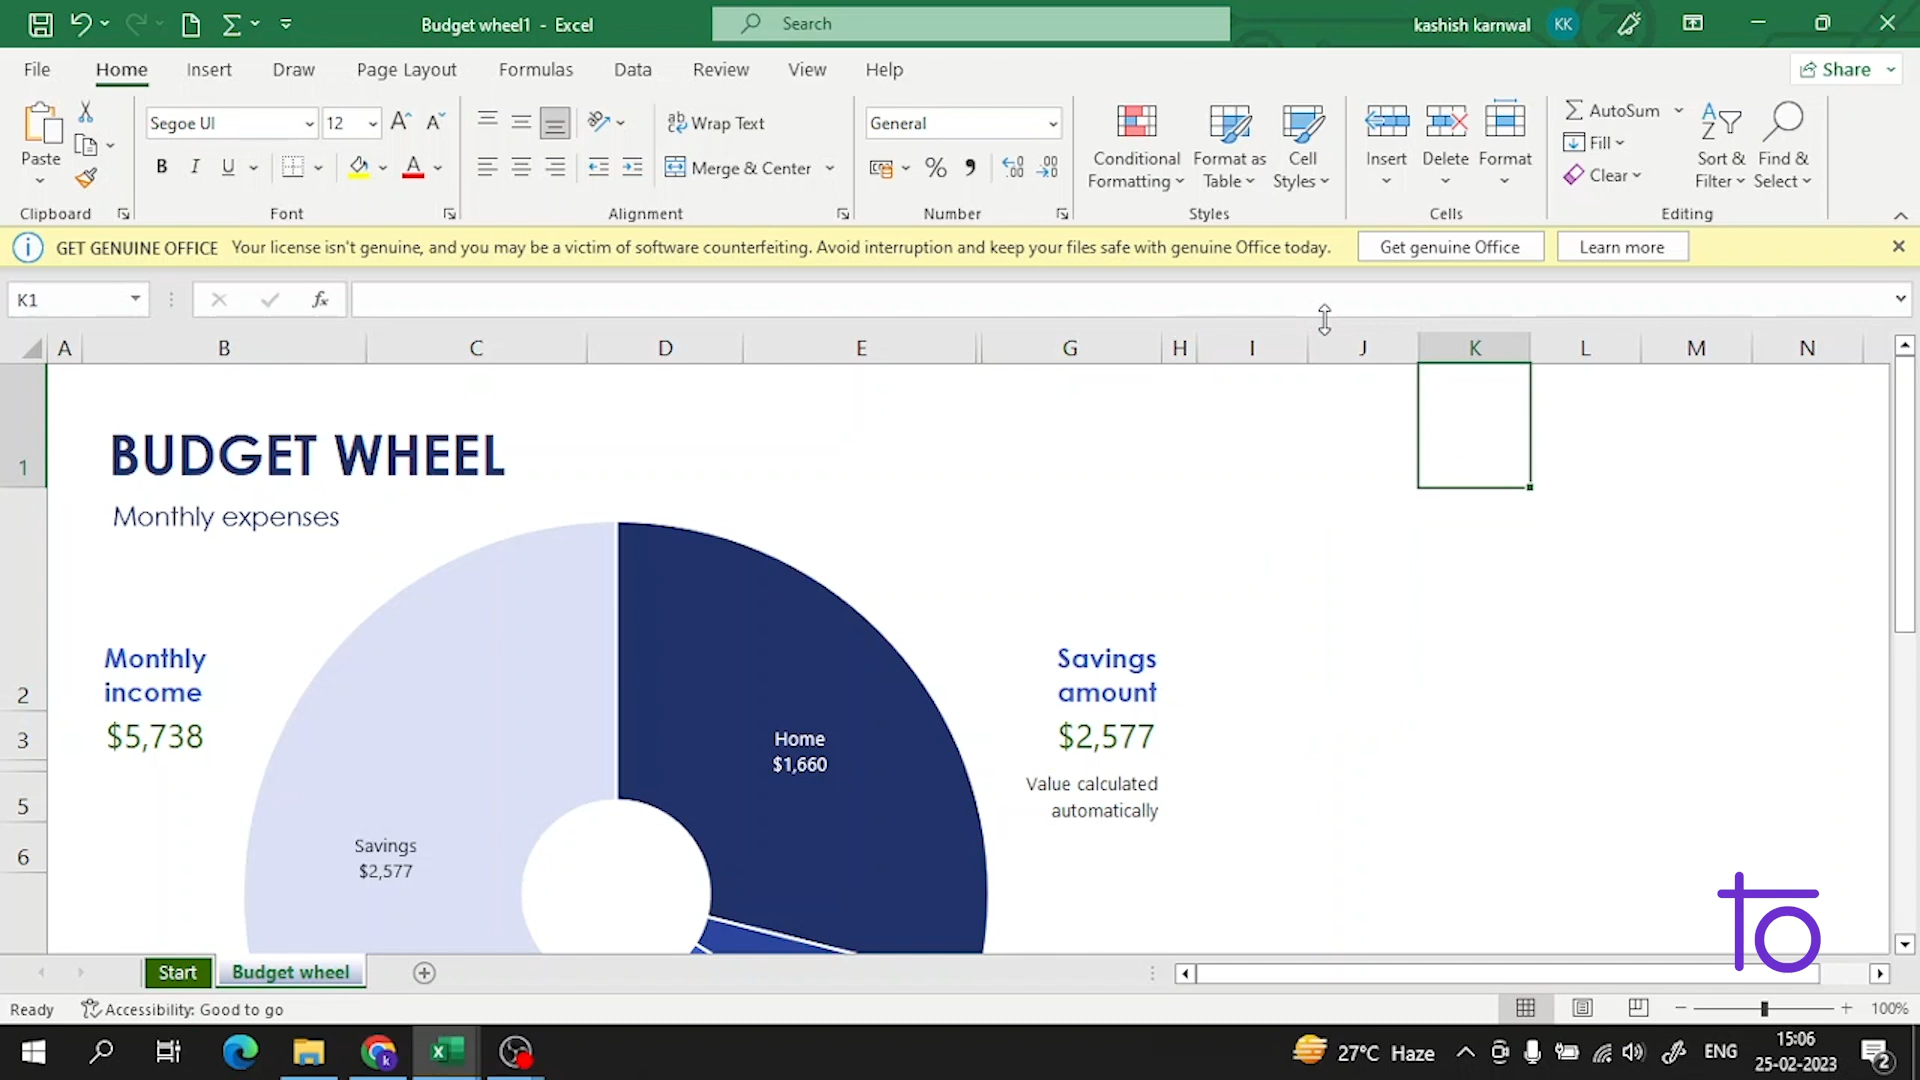 Budget wheel1 - Excel
Search
kashish karnwal
KK
File
Home
Insert
Draw
Page Layout
Formulas
Data
Review
View
Help
Share
Paste
Clipboard
Segoe UI
12
B I U
Font
Wrap Text
Merge & Center
Alignment
General
Number
Conditional
Formatting
Format as
Table
Cell
Styles
Styles
Insert
Delete
Format
Cells
AutoSum
Fill
Clear
Sort &
Filter
Find &
Select
Editing
GET GENUINE OFFICE Your license isn't genuine, and you may be a victim of software counterfeiting. Avoid interruption and keep your files safe with genuine Office today.
Get genuine Office
Learn more
K1
fx
A B C D E G H I J K L M N
1
BUDGET WHEEL
Monthly expenses
2
Monthly
income
3
$5,738
5
6
Home
$1,660
Savings
$2,577
Savings
amount
$2,577
Value calculated
automatically
to
Start
Budget wheel
Ready
Accessibility: Good to go
100%
27°C Haze
ENG
15:06
25-02-2023
2